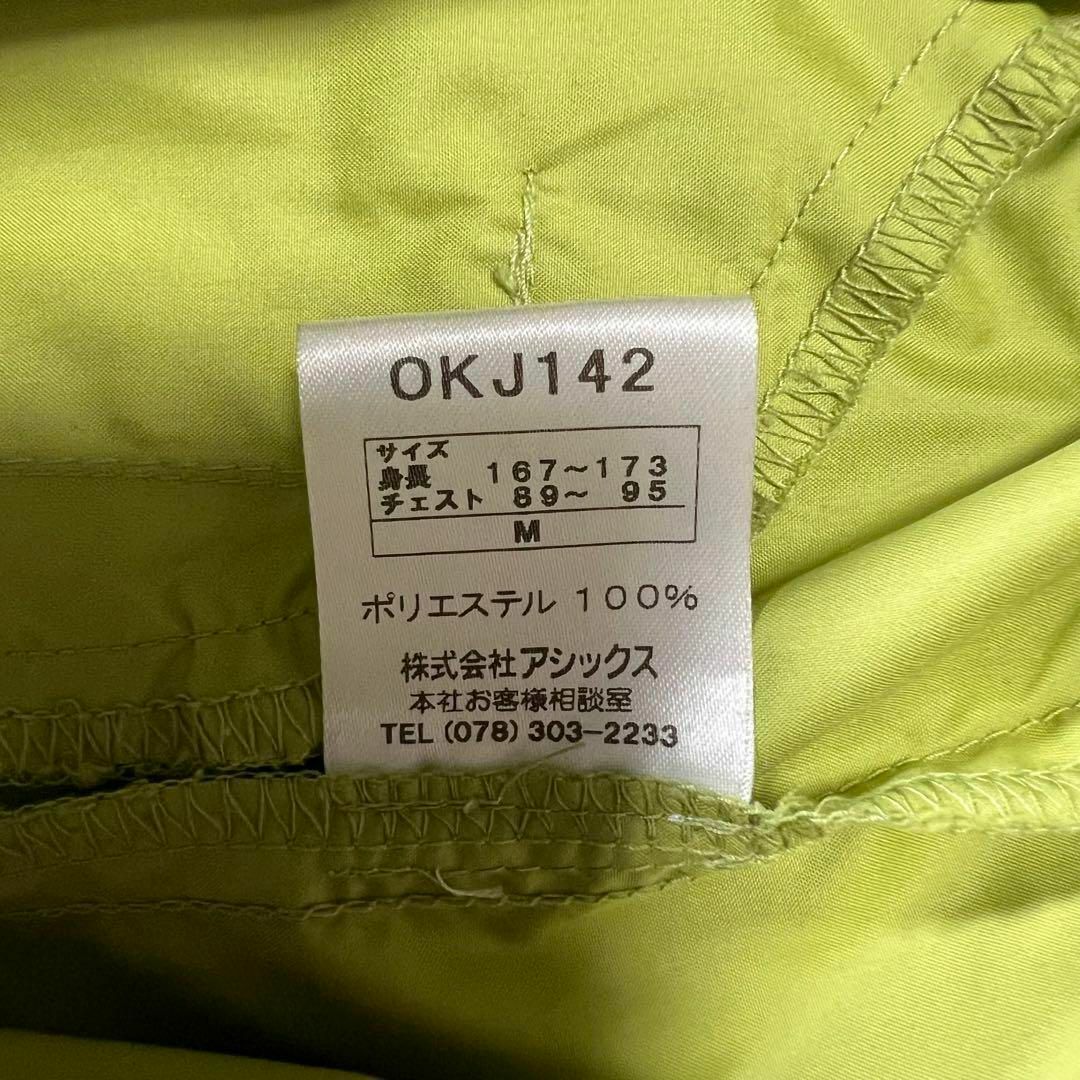 OKJ142
サイズ
身長 167〜173
チェスト 89〜 95
M
ポリエステル 100%
株式会社アシックス
本社お客様相談室
TEL (078) 303-2233